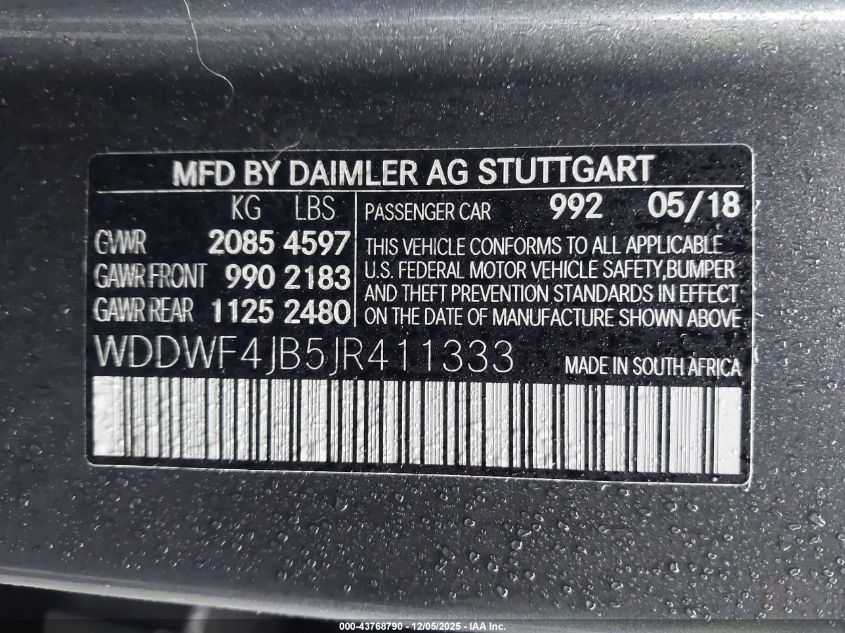 MFD BY DAIMLER AG STUTTGART
KG LBS
GVWR 2085 4597
GAWR FRONT 990 2183
GAWR REAR 1125 2480
PASSENGER CAR 992 05/18
THIS VEHICLE CONFORMS TO ALL APPLICABLE
U.S. FEDERAL MOTOR VEHICLE SAFETY,BUMPER
AND THEFT PREVENTION STANDARDS IN EFFECT
ON THE DATE OF MANUFACTURE SHOWN ABOVE.
WDDWF4JB5JR411333
MADE IN SOUTH AFRICA
000-43768790 - 12/05/2025 - IAA Inc.